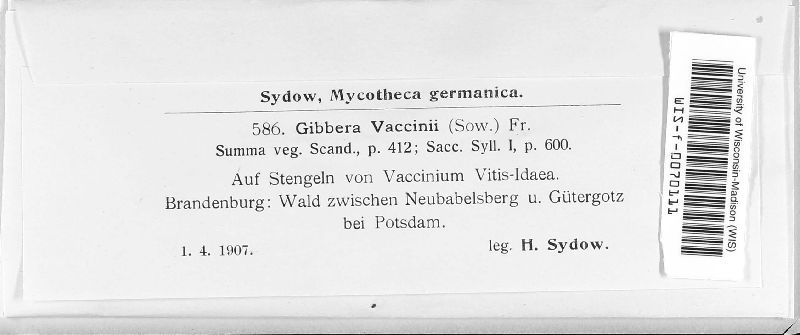 Sydow, Mycotheca germanica.
586. Gibbera Vaccinii (Sow.) Fr.
Summa veg. Scand., p. 412; Sacc. Syll. I, p. 600.
Auf Stengeln von Vaccinium Vitis-Idaea.
Brandenburg: Wald zwischen Neubabelsberg u. Gütergotz
bei Potsdam.
1. 4. 1907. leg. H. Sydow.
University of Wisconsin-Madison (WIS)
WIS-f-0070111